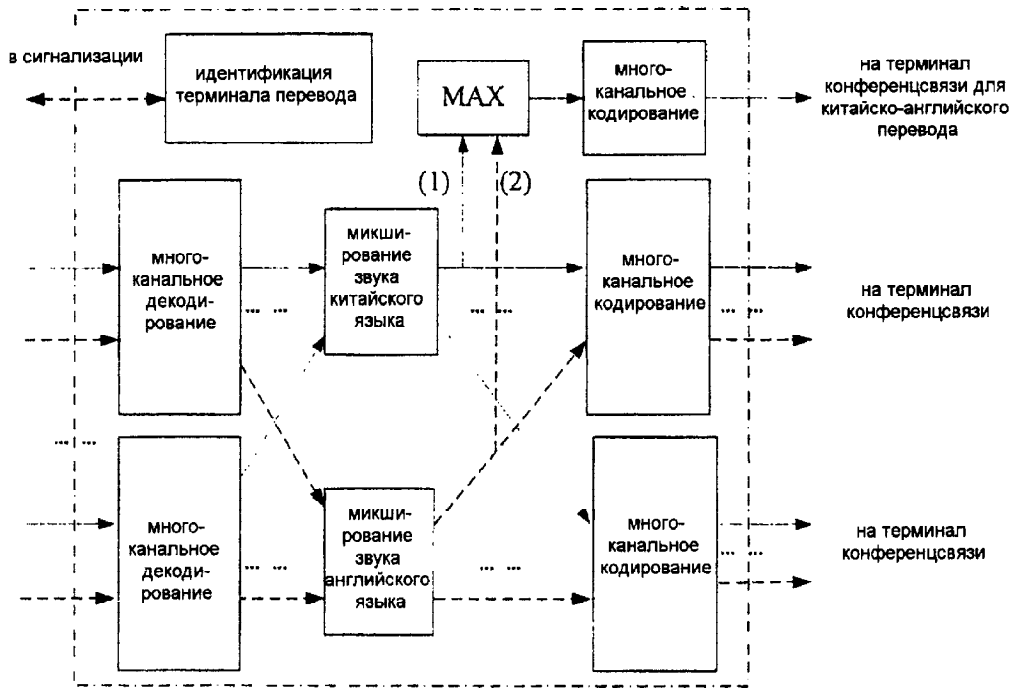 в сигнализации
идентификация
терминала перевода
MAX
много-
канальное
кодирование
на терминал
конференцсвязи для
китайско-английского
перевода
(1)
(2)
много-
канальное
декоди-
рование
... ...
микши-
рование
звука
китайского
языка
... ...
много-
канальное
кодирование
... ...
на терминал
конференцсвязи
... ...
много-
канальное
декоди-
рование
... ...
микши-
рование
звука
английского
языка
... ...
много-
канальное
кодирование
... ...
на терминал
конференцсвязи